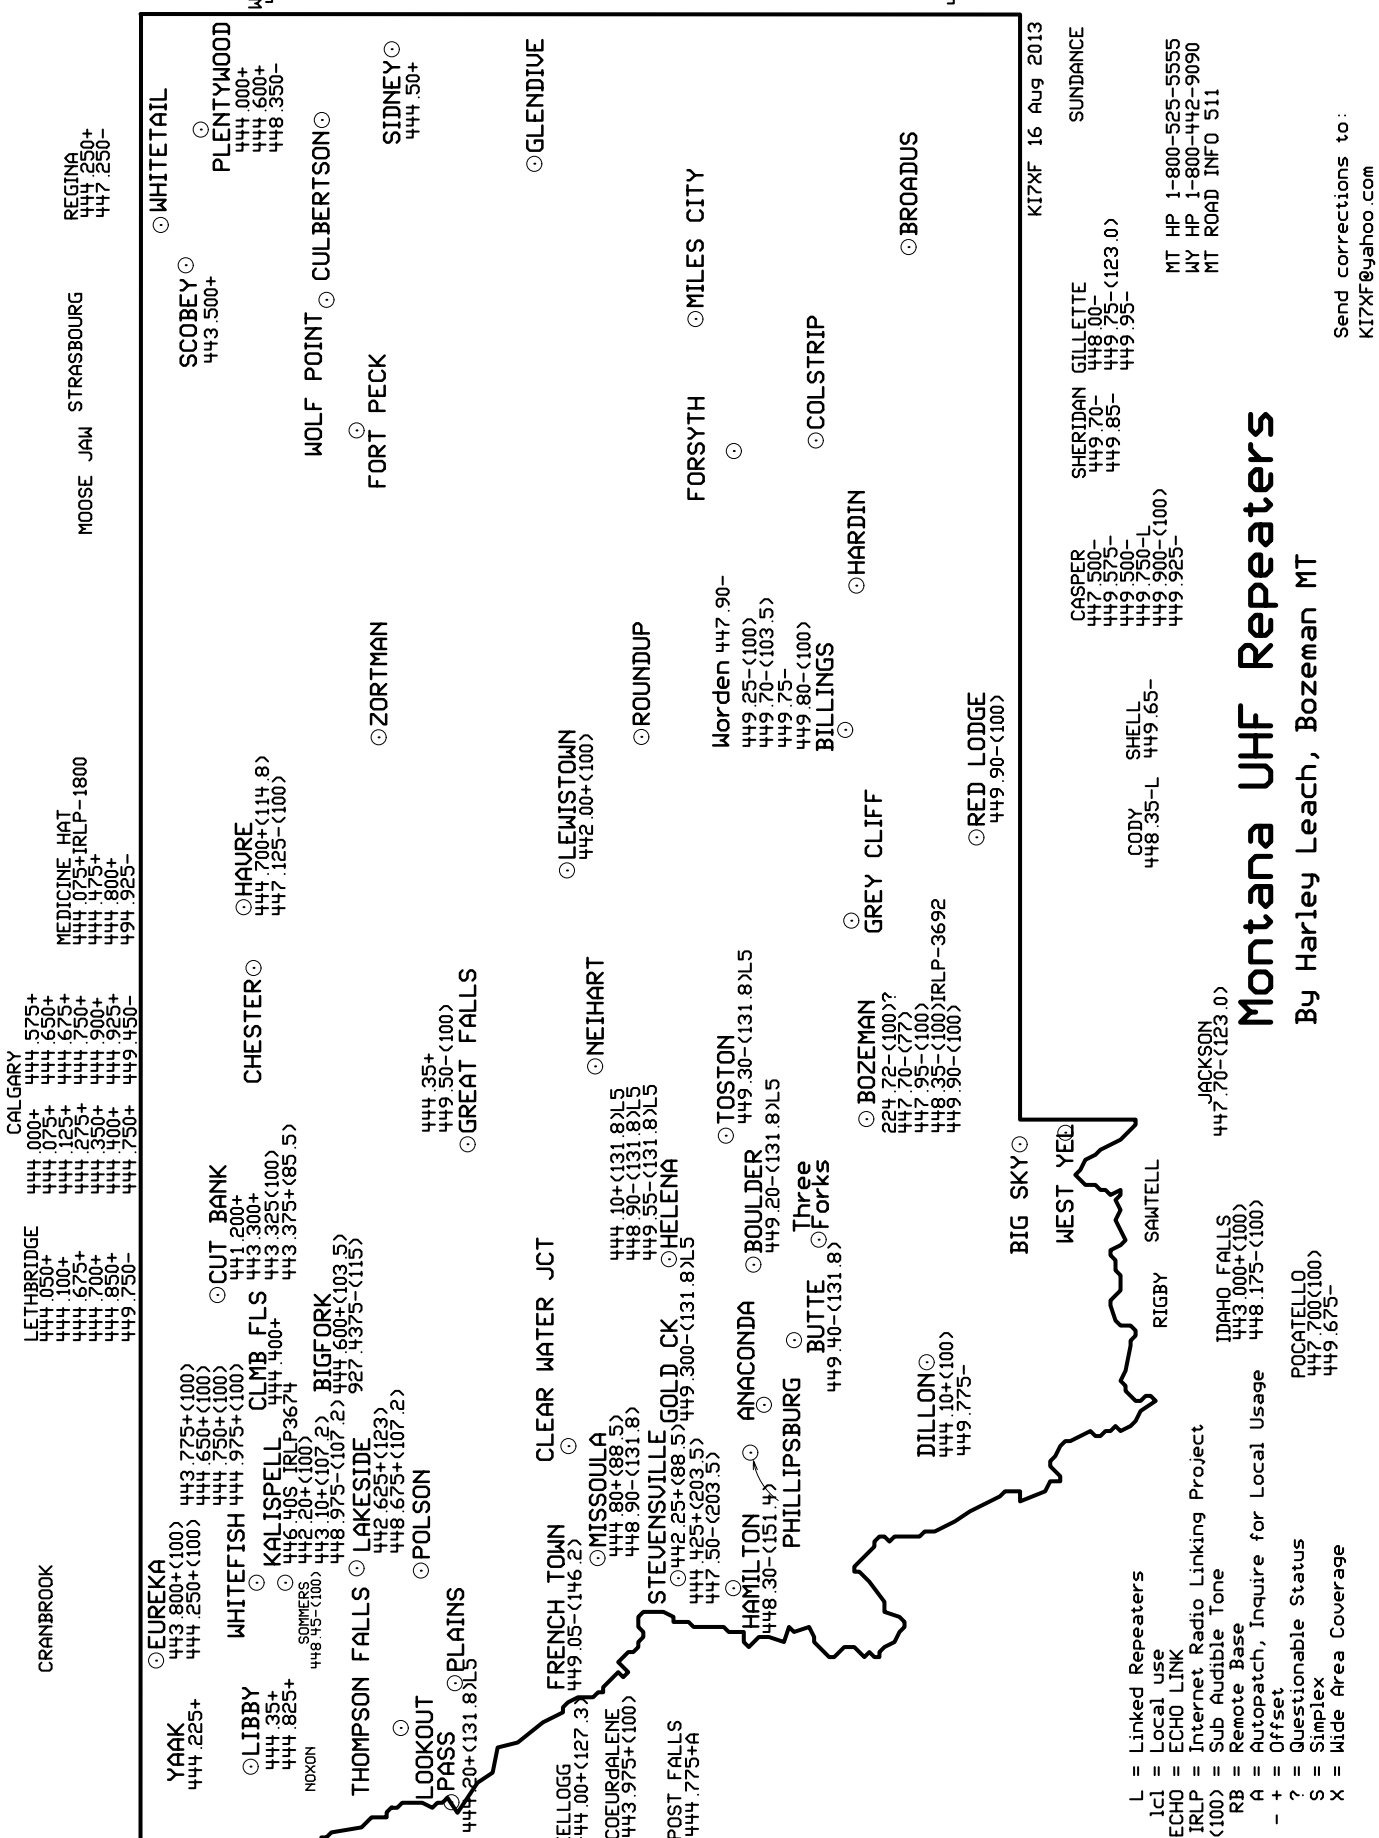 CRANBROOK
LETHBRIDGE
444.050+
444.100+
444.675+
444.700+
444.850+
449.750-
CALGARY
444.000+ 444.575+
444.075+ 444.650+
444.125+ 444.675+
444.275+ 444.750+
444.350+ 444.900+
444.400+ 444.925+
444.750+ 449.450-
MEDICINE HAT
444.075+IRLP-1800
444.475+
444.800+
494.925-
MOOSE JAW
STRASBOURG
REGINA
444.250+
447.250-
YAAK
444.225+
EUREKA
443.800+(100)
444.250+(100)
443.775+(100)
444.650+(100)
444.750+(100)
WHITEFISH 444.975+(100)
CUT BANK
441.200+
443.300+
443.325(100)
443.375+(85.5)
CHESTER
HAVRE
444.700+(114.8)
447.125-(100)
SCOBEY
443.500+
WHITETAIL
PLENTYWOOD
444.000+
444.600+
448.350-
LIBBY
444.35+
444.825+
NOXON
CLMB FLS
444.400+
KALISPELL
446.40S IRLP3674
442.20+(100)
443.10+(107.2)
448.975-(107.2)
SOMMERS
448.45-(100)
BIGFORK
444.600+(103.5)
927.4375-(115)
LAKESIDE
442.625+(123)
448.675+(107.2)
WOLF POINT
CULBERTSON
FORT PECK
SIDNEY
444.50+
ZORTMAN
THOMPSON FALLS
POLSON
LOOKOUT
PASS
444.20+(131.8)L5
PLAINS
444.35+
449.50-(100)
GREAT FALLS
GLENDIVE
CLEAR WATER JCT
FRENCH TOWN
449.05-(146.2)
MISSOULA
444.80+(88.5)
448.90-(131.8)
NEIHART
LEWISTOWN
442.00+(100)
ROUNDUP
ELLOGG
44.00+(127.3)
COEURdALENE
443.975+(100)
POST FALLS
444.775+A
444.10+(131.8)L5
448.90-(131.8)L5
449.55-(131.8)L5
HELENA
STEVENSVILLE
442.25+(88.5)
444.425+(203.5)
447.50-(203.5)
GOLD CK
449.300-(131.8)L5
FORSYTH
MILES CITY
TOSTON
449.30-(131.8)L5
Worden 447.90-
449.25-(100)
449.70-(103.5)
449.75-
449.80-(100)
BILLINGS
HAMILTON
448.30-(151.4)
ANACONDA
PHILLIPSBURG
BOULDER
449.20-(131.8)L5
Three
Forks
BUTTE
449.40-(131.8)
COLSTRIP
HARDIN
GREY CLIFF
BOZEMAN
224.72-(100)?
447.70-(77)
447.95-(100)
448.35-(100)IRLP-3692
449.90-(100)
BROADUS
DILLON
444.10+(100)
449.775-
RED LODGE
449.90-(100)
BIG SKY
WEST YEL
KI7XF 16 Aug 2013
SUNDANCE
GILLETTE
448.00-
449.75-(123.0)
449.95-
SHERIDAN
449.70-
449.85-
CASPER
447.500-
449.575-
449.500-
449.750-L
449.900-(100)
449.925-
CODY
448.35-L
SHELL
449.65-
SAWTELL
RIGBY
JACKSON
447.70-(123.0)
IDAHO FALLS
443.000+(100)
448.175-(100)
POCATELLO
447.700(100)
449.675-
MT HP 1-800-525-5555
WY HP 1-800-442-9090
MT ROAD INFO 511
L = Linked Repeaters
lcl = Local use
ECHO = ECHO LINK
IRLP = Internet Radio Linking Project
(100) = Sub Audible Tone
RB = Remote Base
A = Autopatch, Inquire for Local Usage
- + = Offset
? = Questionable Status
S = Simplex
X = Wide Area Coverage
Montana UHF Repeaters
By Harley Leach, Bozeman MT
Send corrections to:
KI7XF@yahoo.com